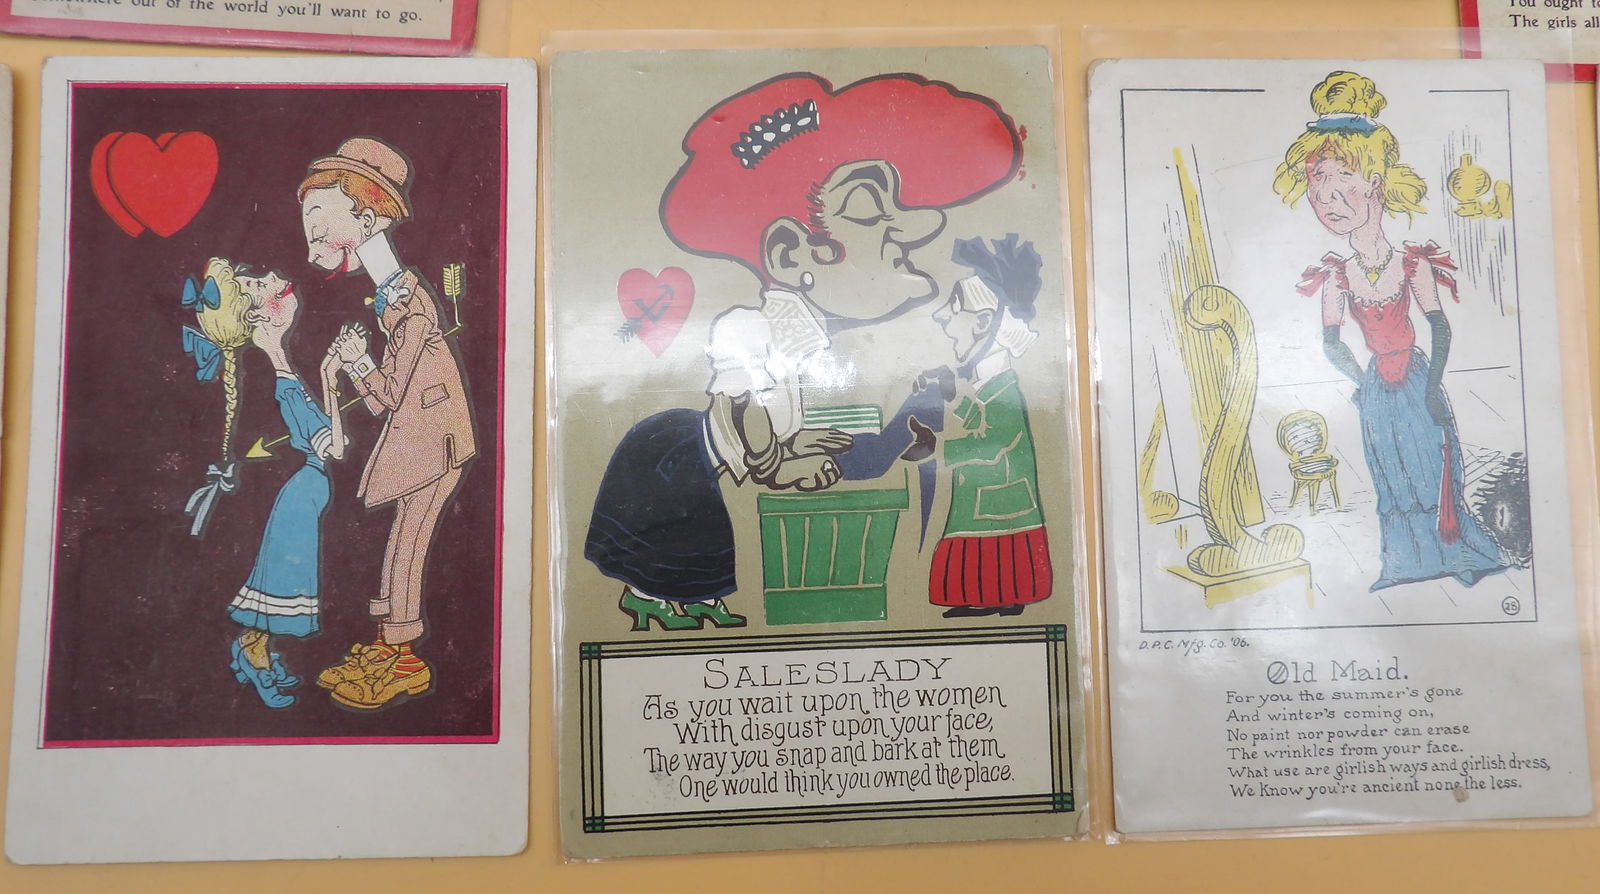 somewhere out of the world you'll want to go.
You ought to
The girls all
SALESLADY
As you wait upon the women
With disgust upon your face,
The way you snap and bark at them
One would think you owned the place.
28
D.P.C. Mfg. Co. '06.
Old Maid.
For you the summer's gone
And winter's coming on,
No paint nor powder can erase
The wrinkles from your face.
What use are girlish ways and girlish dress,
We know you're ancient none the less.